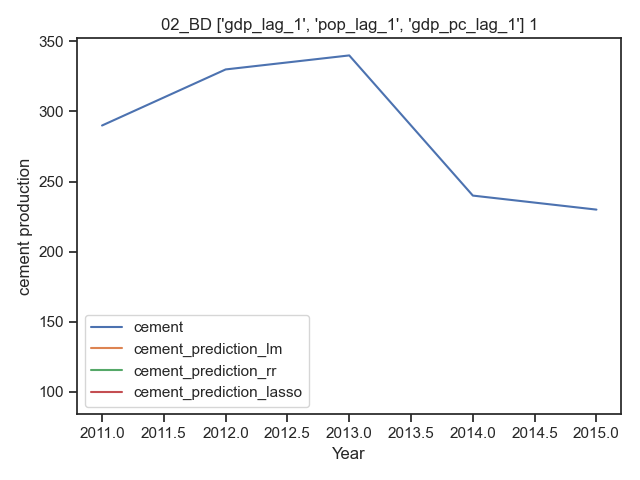 02_BD ['gdp_lag_1', 'pop_lag_1', 'gdp_pc_lag_1'] 1
350
300
250
200
150
100
cement production
cement
cement_prediction_lm
cement_prediction_rr
cement_prediction_lasso
2011.0 2011.5 2012.0 2012.5 2013.0 2013.5 2014.0 2014.5 2015.0
Year